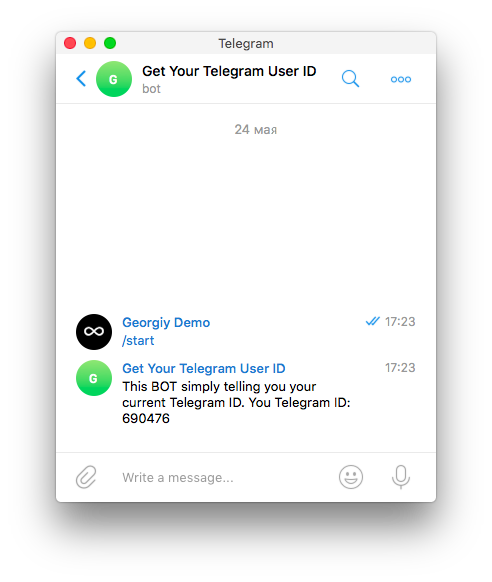 Telegram
G
Get Your Telegram User ID
bot
24 мая
Georgiy Demo
17:23
/start
G
Get Your Telegram User ID
17:23
This BOT simply telling you your
current Telegram ID. You Telegram ID:
690476
Write a message...